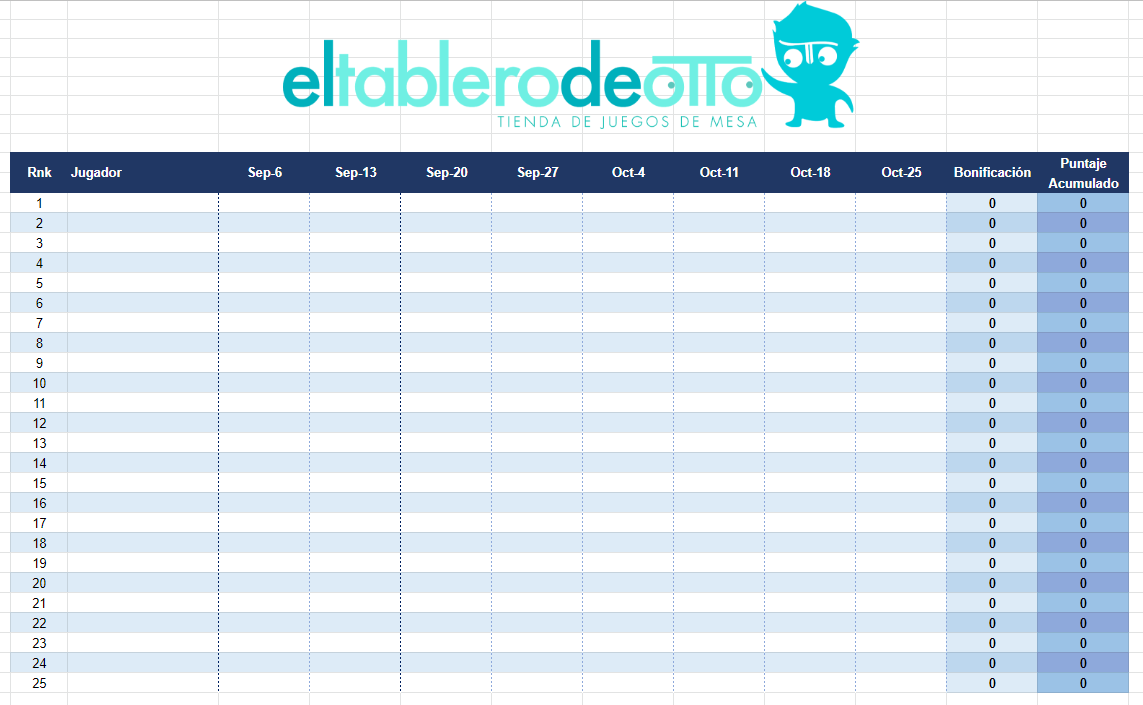 eltablerodeotto
TIENDA DE JUEGOS DE MESA
Rnk Jugador Sep-6 Sep-13 Sep-20 Sep-27 Oct-4 Oct-11 Oct-18 Oct-25 Bonificación Puntaje Acumulado
1 0 0
2 0 0
3 0 0
4 0 0
5 0 0
6 0 0
7 0 0
8 0 0
9 0 0
10 0 0
11 0 0
12 0 0
13 0 0
14 0 0
15 0 0
16 0 0
17 0 0
18 0 0
19 0 0
20 0 0
21 0 0
22 0 0
23 0 0
24 0 0
25 0 0